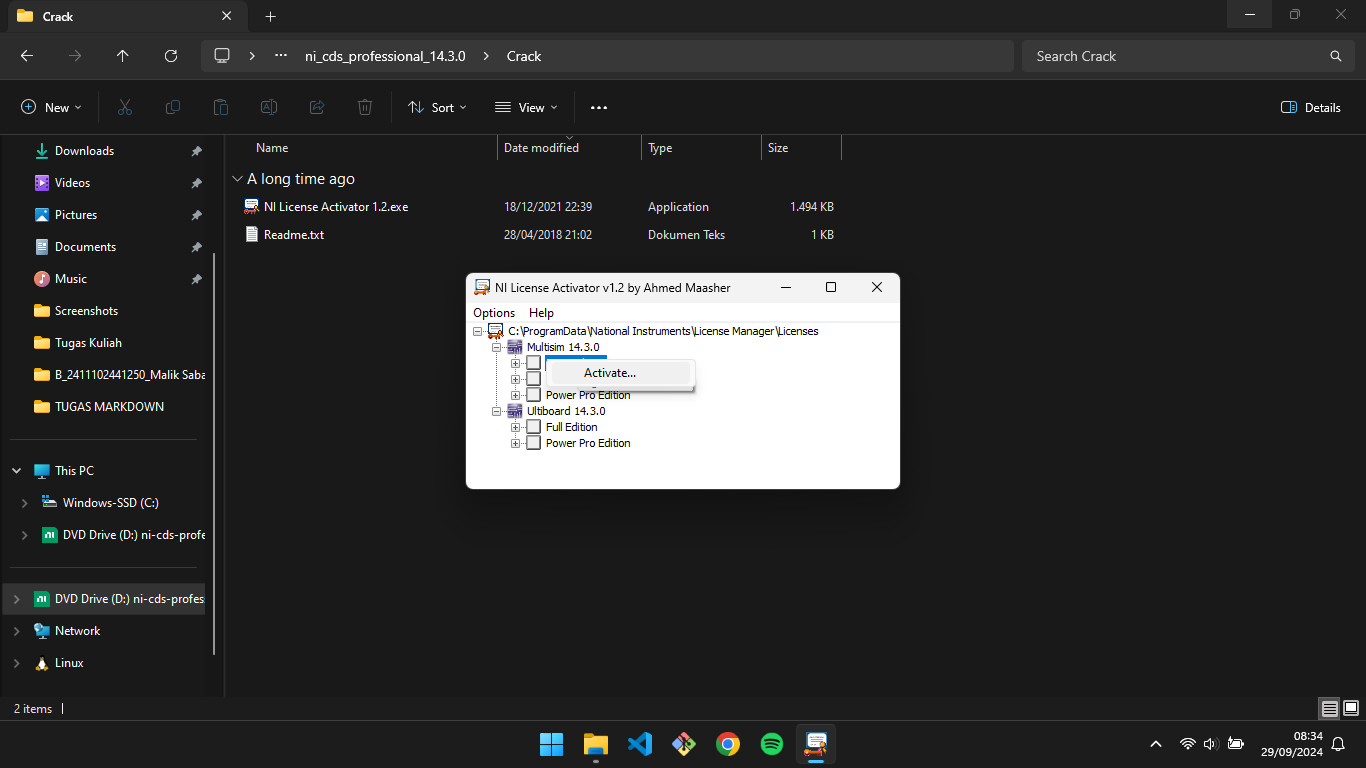 Crack
ni_cds_professional_14.3.0
Crack
Search Crack
New
Sort
View
Details
Downloads
Videos
Pictures
Documents
Music
Screenshots
Tugas Kuliah
B_2411102441250_Malik Saba
TUGAS MARKDOWN
This PC
Windows-SSD (C:)
DVD Drive (D:) ni-cds-profe
DVD Drive (D:) ni-cds-profes
Network
Linux
Name Date modified Type Size
A long time ago
NI License Activator 1.2.exe 18/12/2021 22:39 Application 1.494 KB
Readme.txt 28/04/2018 21:02 Dokumen Teks 1 KB
NI License Activator v1.2 by Ahmed Maasher
Options Help
C:\ProgramData\National Instruments\License Manager\Licenses
Multisim 14.3.0
Activate...
Power Pro Edition
Ultiboard 14.3.0
Full Edition
Power Pro Edition
2 items
08:34
29/09/2024